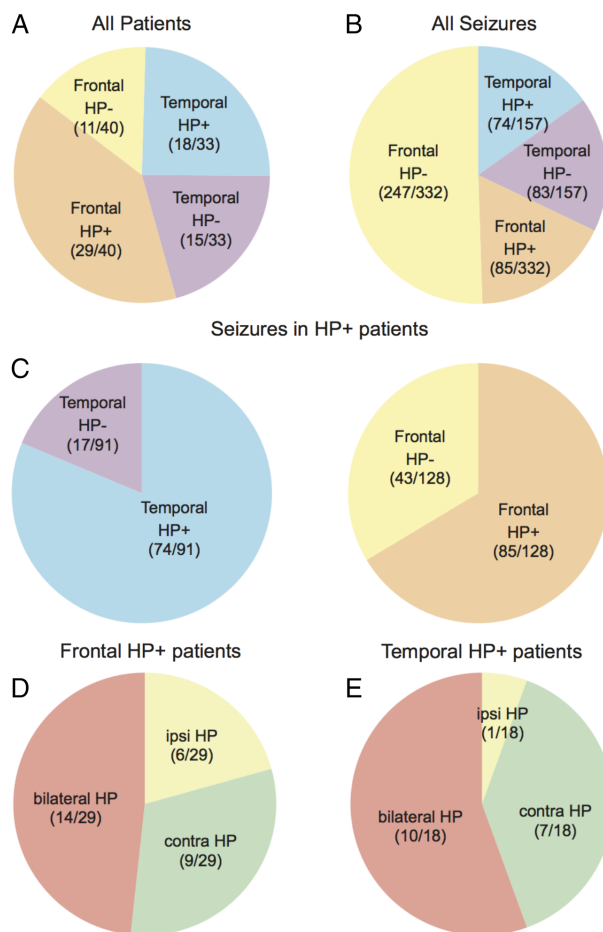 A
All Patients
Frontal
HP-
(11/40)
Temporal
HP+
(18/33)
Frontal
HP+
(29/40)
Temporal
HP-
(15/33)
B
All Seizures
Temporal
HP+
(74/157)
Frontal
HP-
(247/332)
Temporal
HP-
(83/157)
Frontal
HP+
(85/332)
Seizures in HP+ patients
C
Temporal
HP-
(17/91)
Temporal
HP+
(74/91)
Frontal
HP-
(43/128)
Frontal
HP+
(85/128)
Frontal HP+ patients
D
ipsi HP
(6/29)
bilateral HP
(14/29)
contra HP
(9/29)
Temporal HP+ patients
E
ipsi HP
(1/18)
bilateral HP
(10/18)
contra HP
(7/18)